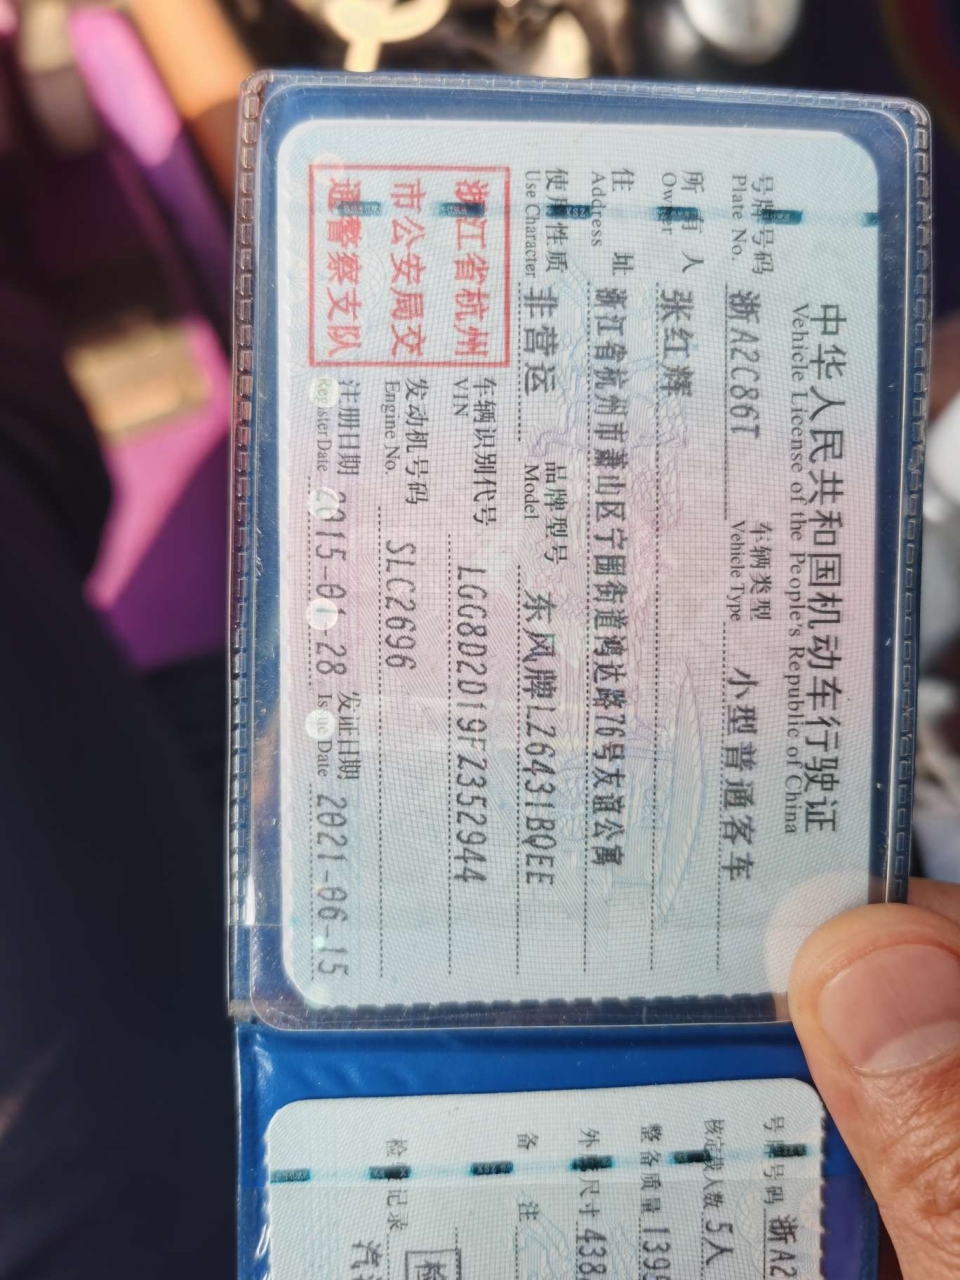 中华人民共和国机动车行驶证
Vehicle License of the People's Republic of China
号牌号码 浙A2C86T 车辆类型 小型普通客车
Plate No. Vehicle Type
所有人 张红辉
Owner
住址 浙江省杭州市萧山区宁围街道鸿达路76号友谊公寓
Address
使用性质 非营运 品牌型号 东风牌LZ6431BQEE
Use Character Model
浙江省杭州
市公安局交
通警察支队
车辆识别代号 LGG8D2D19FZ352944
VIN
发动机号码 SLC2696
Engine No.
注册日期 2015-01-28 发证日期 2021-06-15
Register Date Issue Date
号牌号码 浙A2
核定载人数 5人
整备质量 139
外廓尺寸 438
备注
检验记录